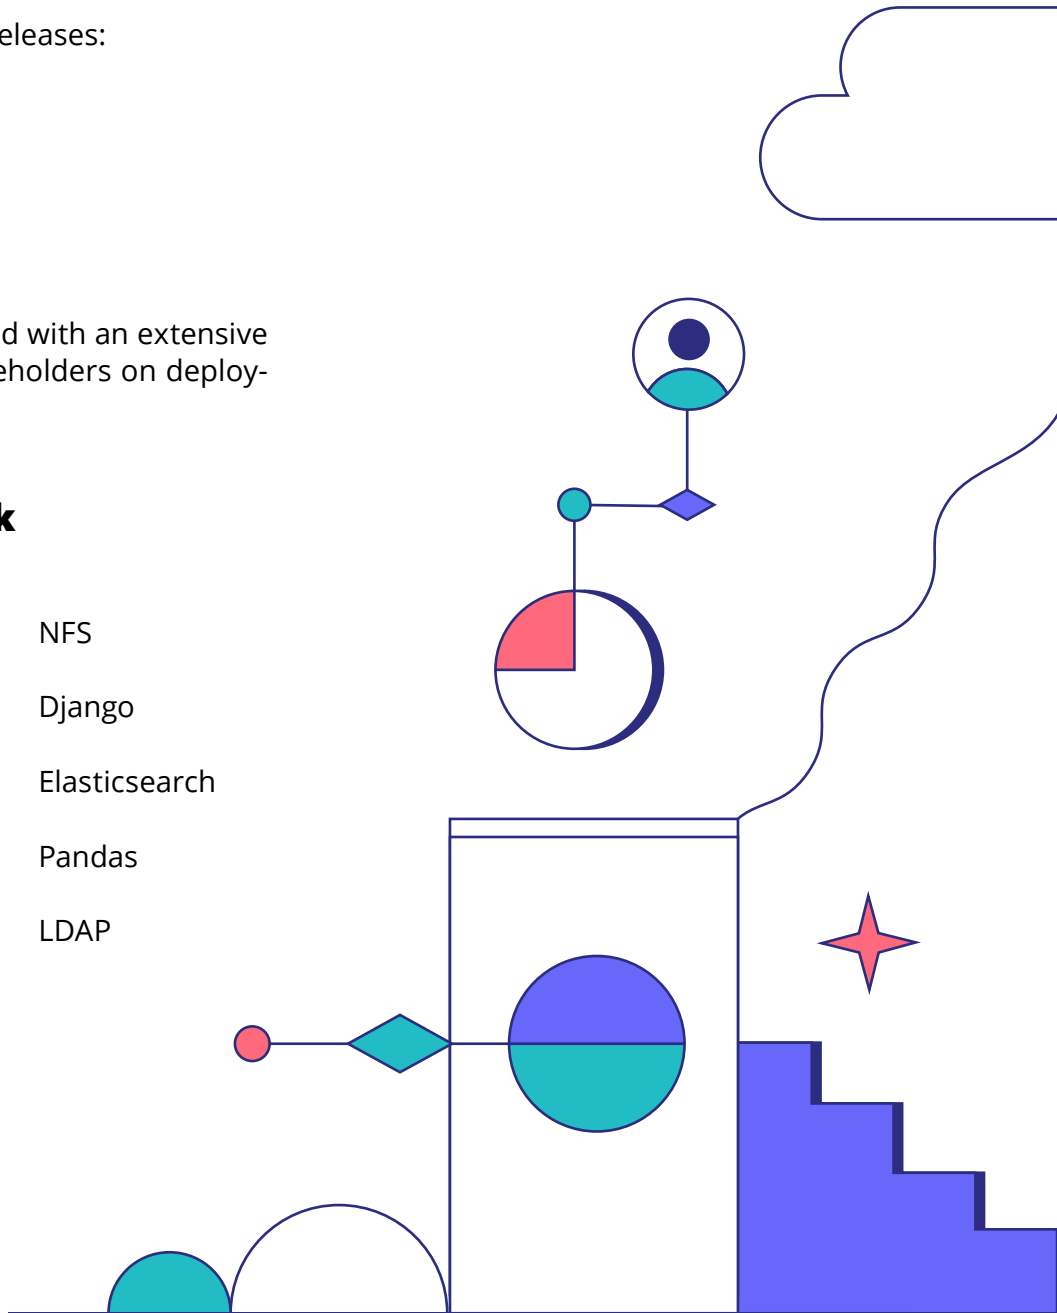 eleases:
d with an extensive
eholders on deploy-
k
NFS
Django
Elasticsearch
Pandas
LDAP